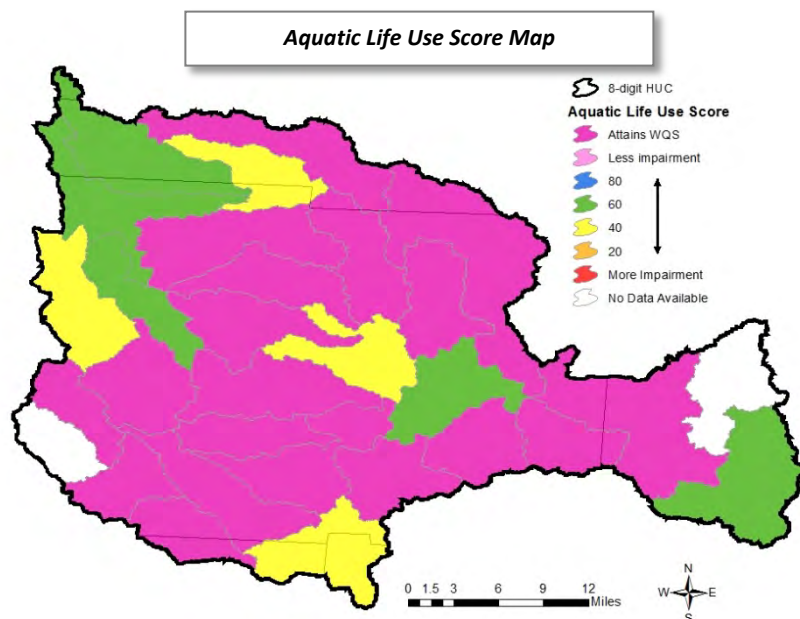 Aquatic Life Use Score Map
8-digit HUC
Aquatic Life Use Score
Attains WQS
Less impairment
80
60
40
20
More Impairment
No Data Available
0 1.5 3 6 9 12
Miles
N
W E
S